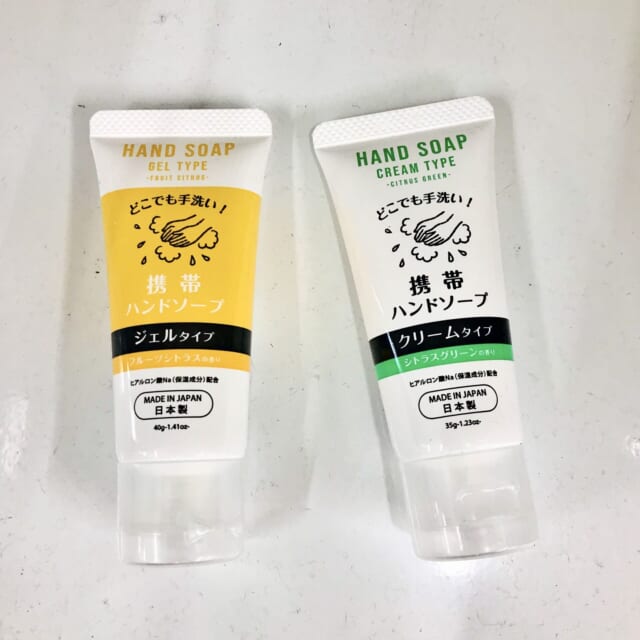 HAND SOAP
GEL TYPE
-FRUIT CITRUS-
どこでも手洗い!
携帯
ハンドソープ
ジェルタイプ
フルーツシトラスの香り
ヒアルロン酸Na(保湿成分)配合
MADE IN JAPAN
日本製
40g-1.41oz-
HAND SOAP
CREAM TYPE
-CITRUS GREEN-
どこでも手洗い!
携帯
ハンドソープ
クリームタイプ
シトラスグリーンの香り
ヒアルロン酸Na(保湿成分)配合
MADE IN JAPAN
日本製
35g-1.23oz-